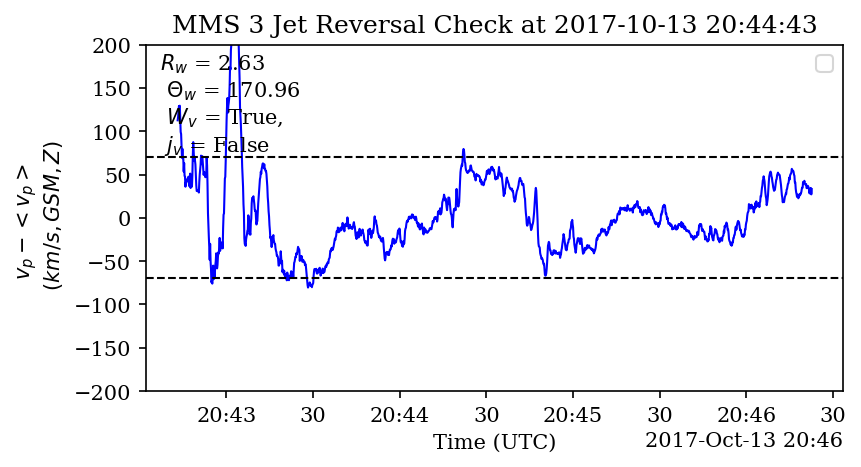 MMS 3 Jet Reversal Check at 2017-10-13 20:44:43
R_w = 2.63
Θ_w = 170.96
W_v = True,
j_v = False
v_p − < v_p >
(km/s, GSM, Z)
200
150
100
50
0
−50
−100
−150
−200
20:43 30 20:44 30 20:45 30 20:46 30
Time (UTC)
2017-Oct-13 20:46